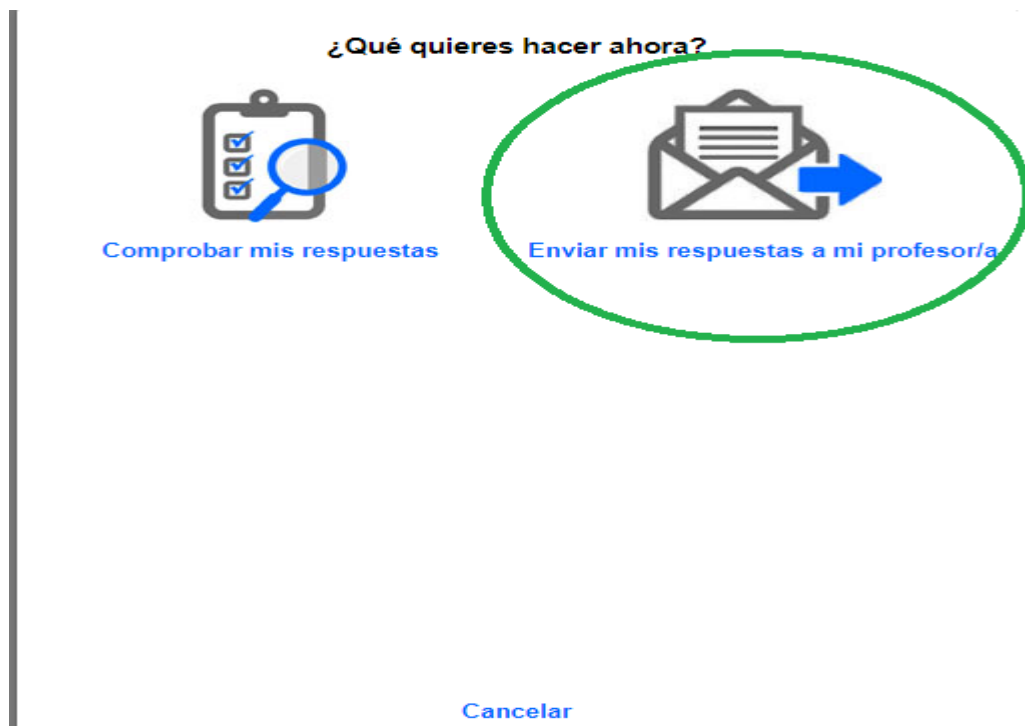 ¿Qué quieres hacer ahora?
Comprobar mis respuestas
Enviar mis respuestas a mi profesor/a
Cancelar